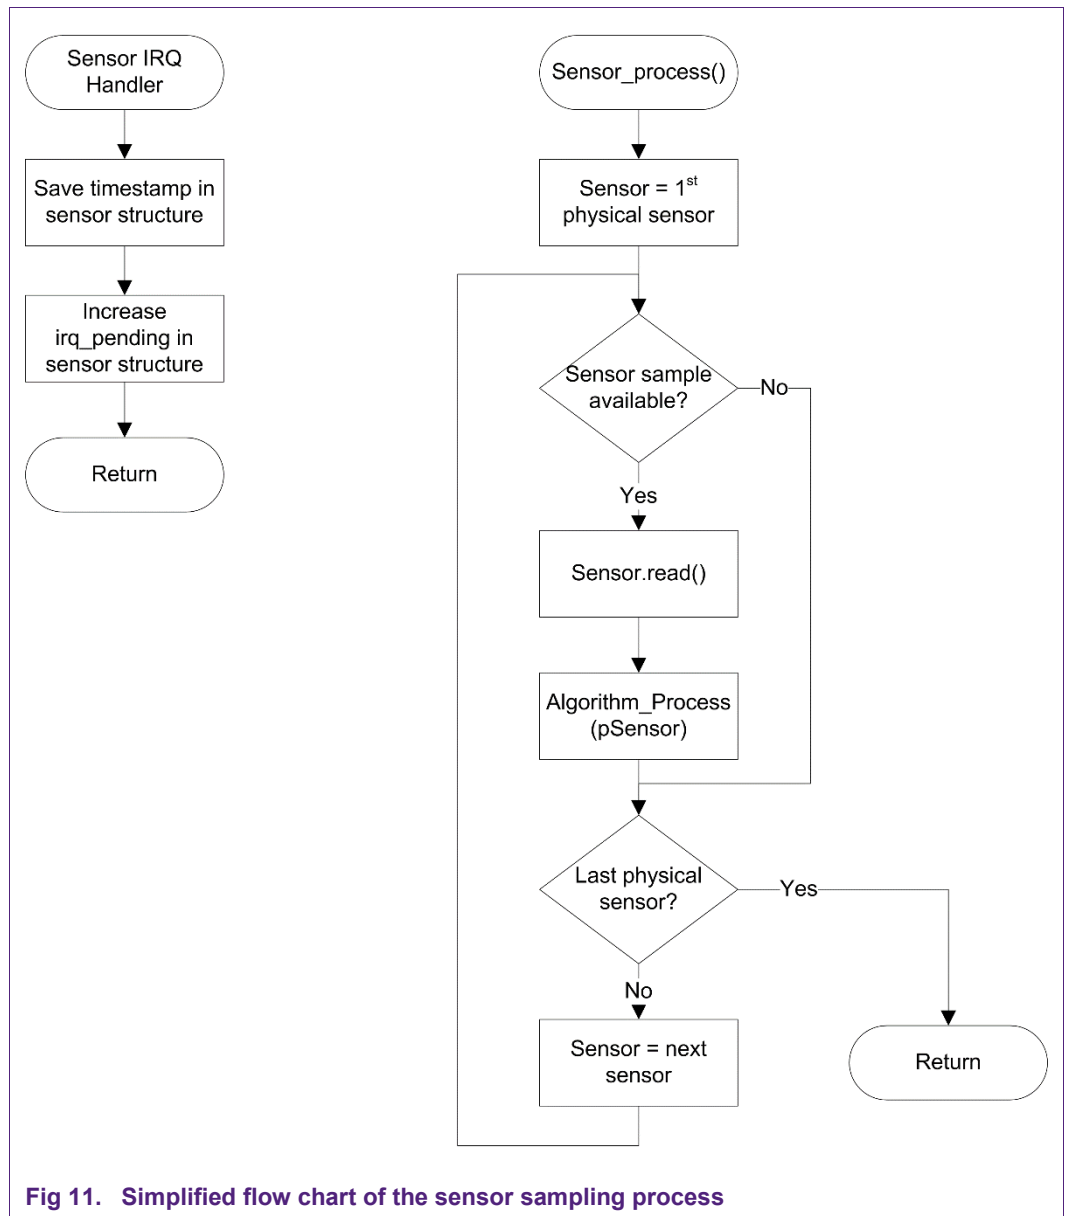 Sensor IRQ
Handler
Save timestamp in
sensor structure
Increase
irq_pending in
sensor structure
Return
Sensor_process()
Sensor = 1st
physical sensor
Sensor sample
available?
No
Yes
Sensor.read()
Algorithm_Process
(pSensor)
Last physical
sensor?
Yes
No
Sensor = next
sensor
Return
Fig 11. Simplified flow chart of the sensor sampling process